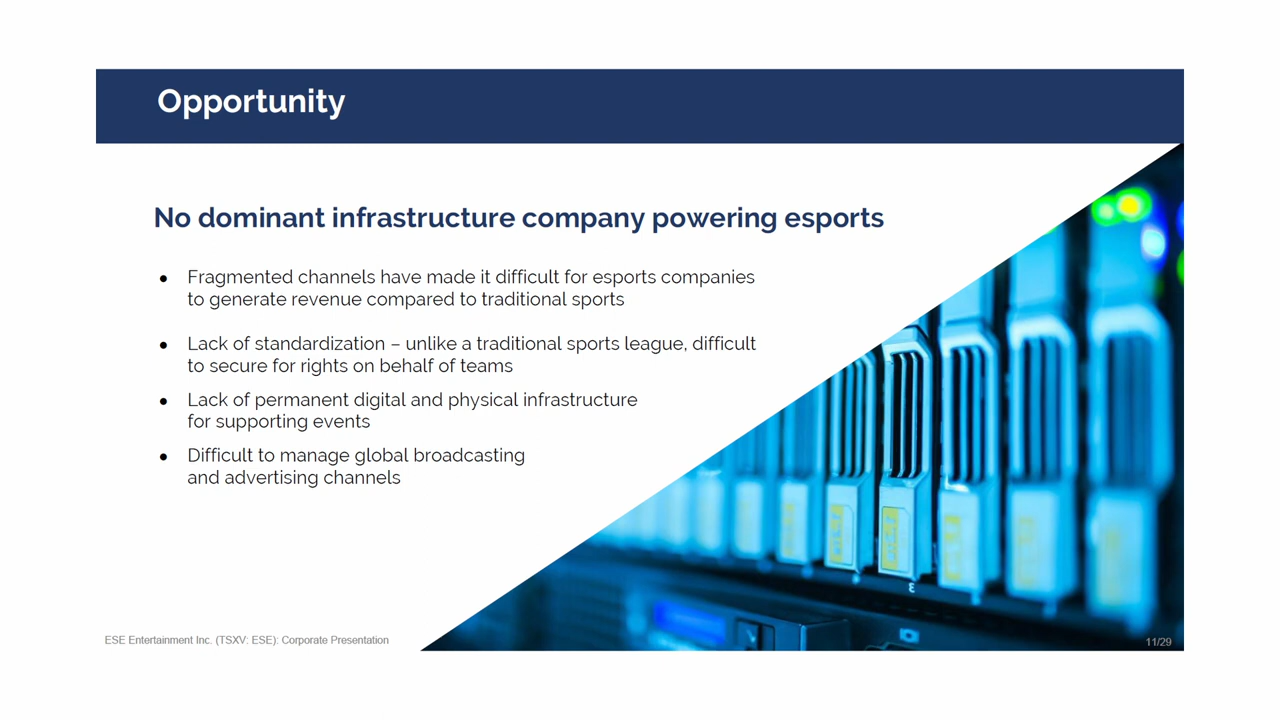 Opportunity
No dominant infrastructure company powering esports
● Fragmented channels have made it difficult for esports companies
to generate revenue compared to traditional sports
● Lack of standardization – unlike a traditional sports league, difficult
to secure for rights on behalf of teams
● Lack of permanent digital and physical infrastructure
for supporting events
● Difficult to manage global broadcasting
and advertising channels
ESE Entertainment Inc. (TSXV: ESE): Corporate Presentation
11/29